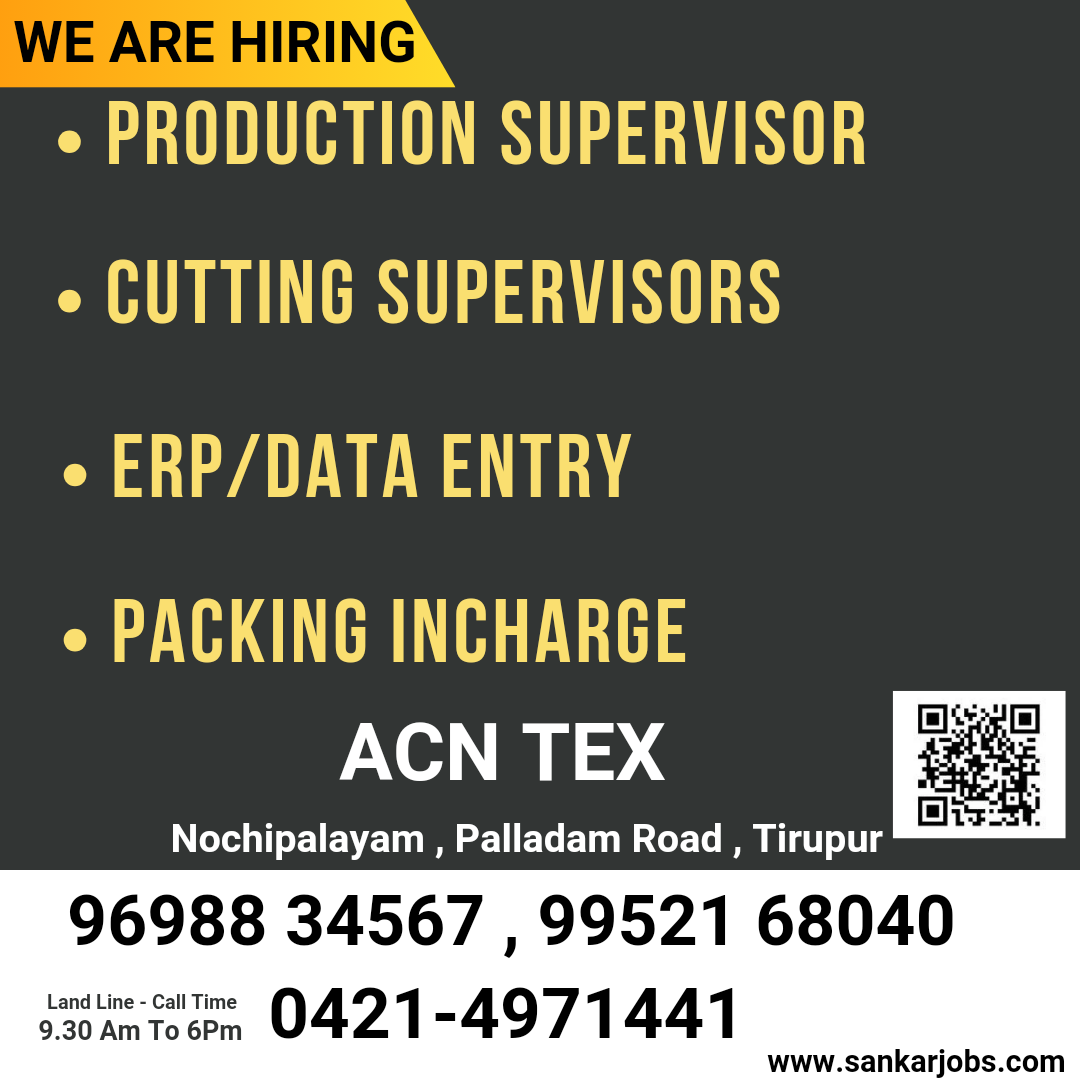 WE ARE HIRING
• PRODUCTION SUPERVISOR
• CUTTING SUPERVISORS
• ERP/DATA ENTRY
• PACKING INCHARGE
ACN TEX
Nochipalayam , Palladam Road , Tirupur
96988 34567 , 99521 68040
Land Line - Call Time
9.30 Am To 6Pm
0421-4971441
www.sankarjobs.com